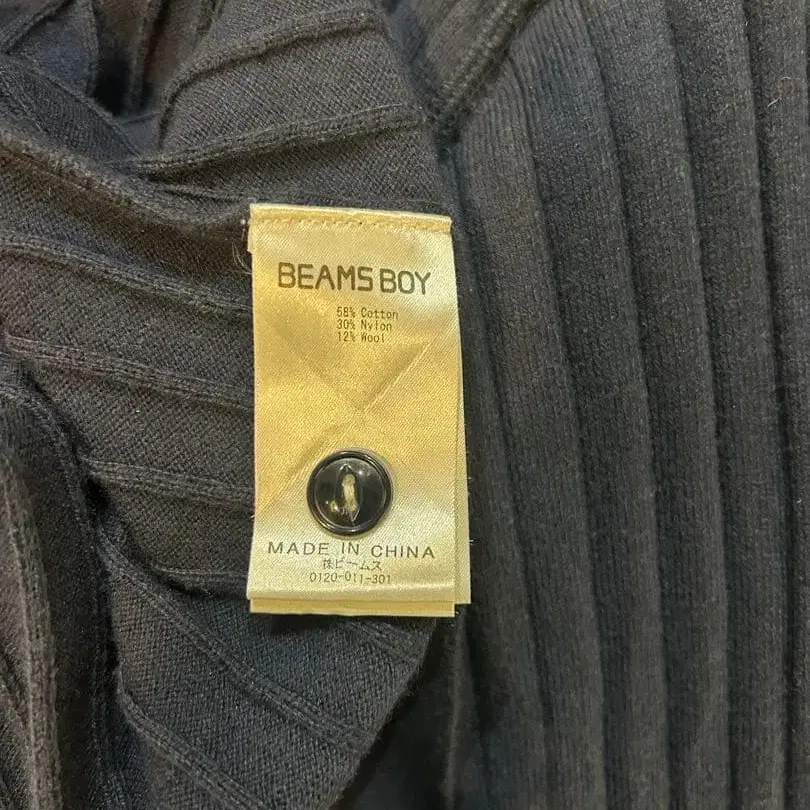 BEAMS BOY
58% Cotton
30% Nylon
12% Wool
MADE IN CHINA
㈱ビームス
0120-011-301